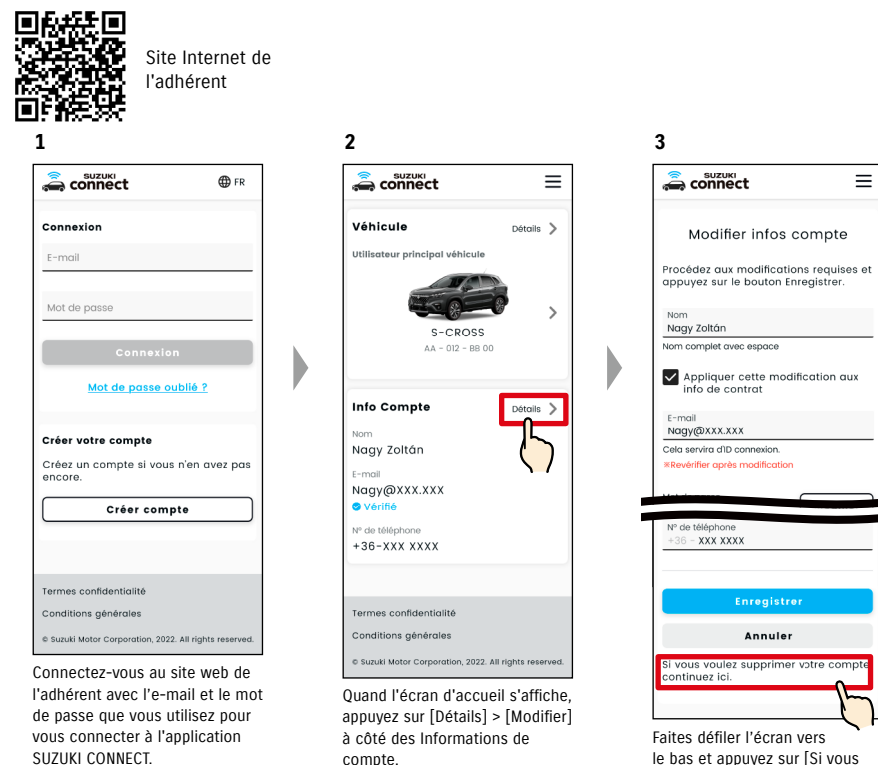 Site Internet de
l'adhérent
1
SUZUKI
connect
FR
Connexion
E-mail
Mot de passe
Connexion
Mot de passe oublié ?
Créer votre compte
Créez un compte si vous n'en avez pas
encore.
Créer compte
Termes confidentialité
Conditions générales
© Suzuki Motor Corporation, 2022. All rights reserved.
Connectez-vous au site web de
l'adhérent avec l'e-mail et le mot
de passe que vous utilisez pour
vous connecter à l'application
SUZUKI CONNECT.
2
SUZUKI
connect
Véhicule
Détails
Utilisateur principal véhicule
S-CROSS
AA - 012 - BB 00
Info Compte
Détails
Nom
Nagy Zoltán
E-mail
Nagy@XXX.XXX
Vérifié
N° de téléphone
+36-XXX XXXX
Termes confidentialité
Conditions générales
© Suzuki Motor Corporation, 2022. All rights reserved.
Quand l'écran d'accueil s'affiche,
appuyez sur [Détails] > [Modifier]
à côté des Informations de
compte.
3
SUZUKI
connect
Modifier infos compte
Procédez aux modifications requises et
appuyez sur le bouton Enregistrer.
Nom
Nagy Zoltán
Nom complet avec espace
Appliquer cette modification aux
info de contrat
E-mail
Nagy@XXX.XXX
Cela servira d'ID connexion.
※Revérifier après modification
N° de téléphone
+36 - XXX XXXX
Enregistrer
Annuler
Si vous voulez supprimer votre compte
continuez ici.
Faites défiler l'écran vers
le bas et appuyez sur [Si vous